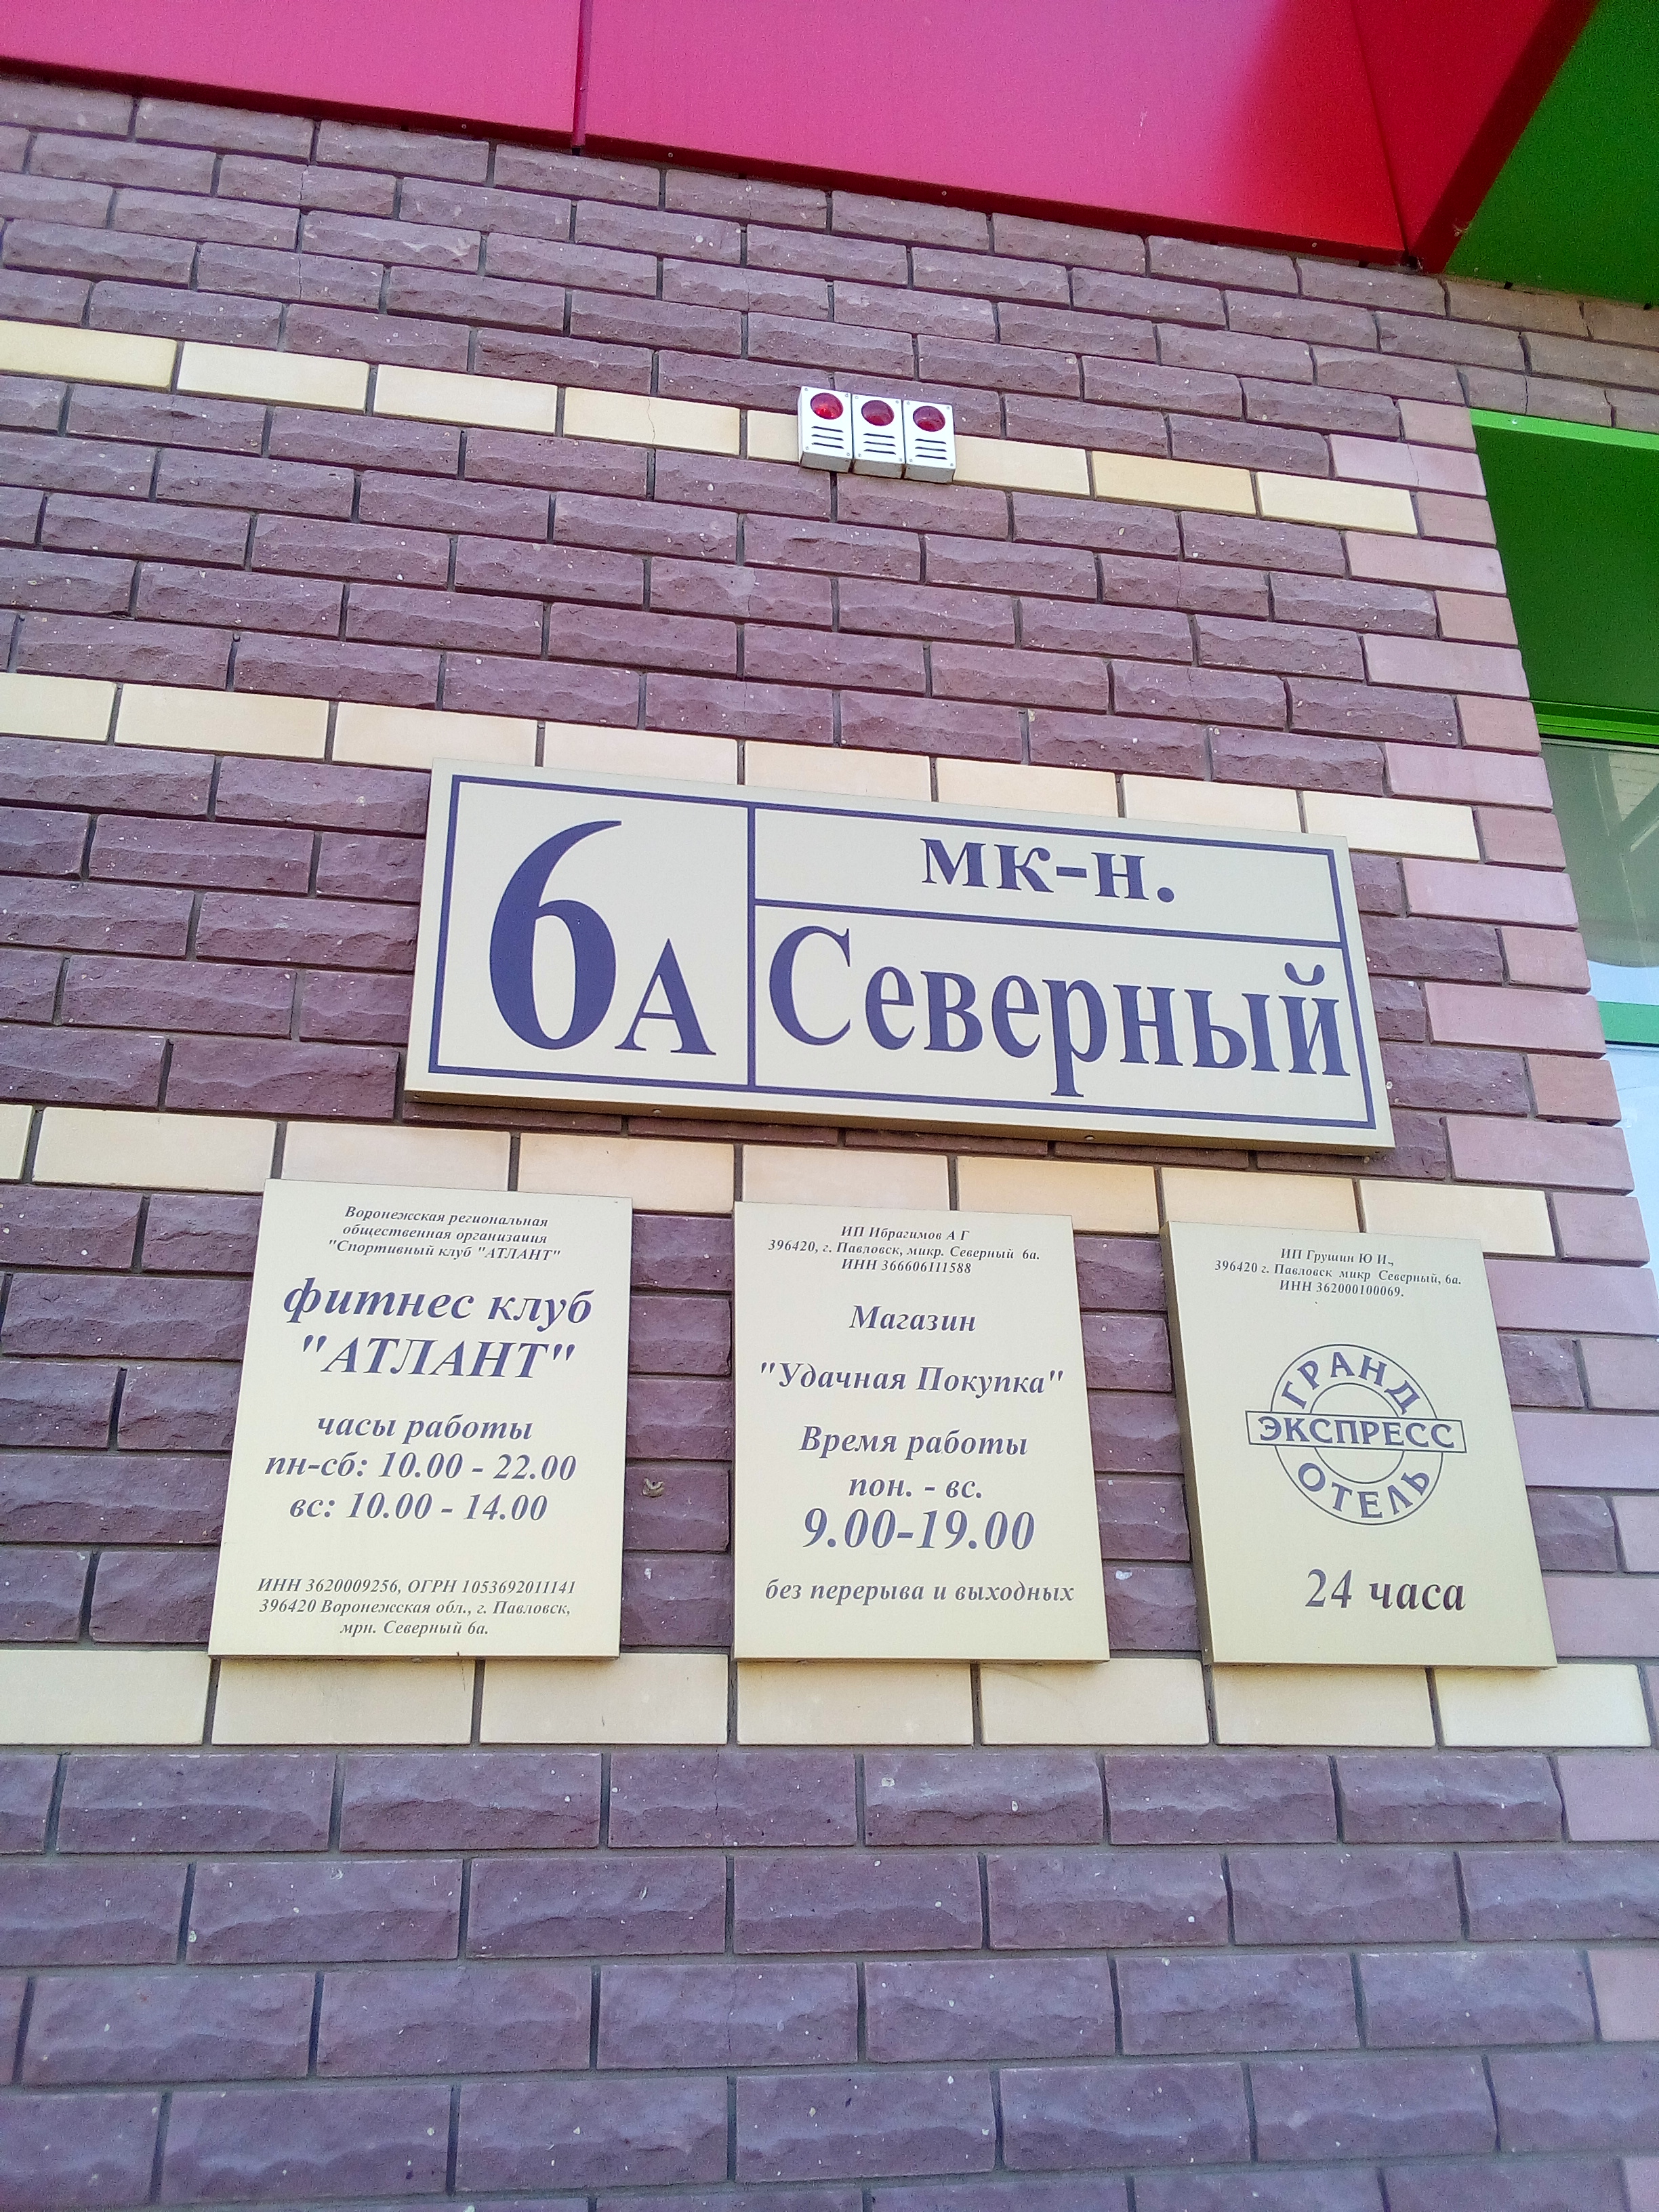 6А
мк-н.
Северный
Воронежская региональная
общественная организация
"Спортивный клуб "АТЛАНТ"
фитнес клуб
"АТЛАНТ"
часы работы
пн-сб: 10.00 - 22.00
вс: 10.00 - 14.00
ИНН 3620009256, ОГРН 1053692011141
396420 Воронежская обл., г. Павловск,
мрн. Северный 6а.
ИП Ибрагимов А Г
396420, г. Павловск, микр. Северный 6а.
ИНН 366606111588
Магазин
"Удачная Покупка"
Время работы
пон. - вс.
9.00-19.00
без перерыва и выходных
ИП Грушин Ю И.,
396420 г. Павловск микр Северный, 6а.
ИНН 362000100069.
ГРАНД
ЭКСПРЕСС
ОТЕЛЬ
24 часа